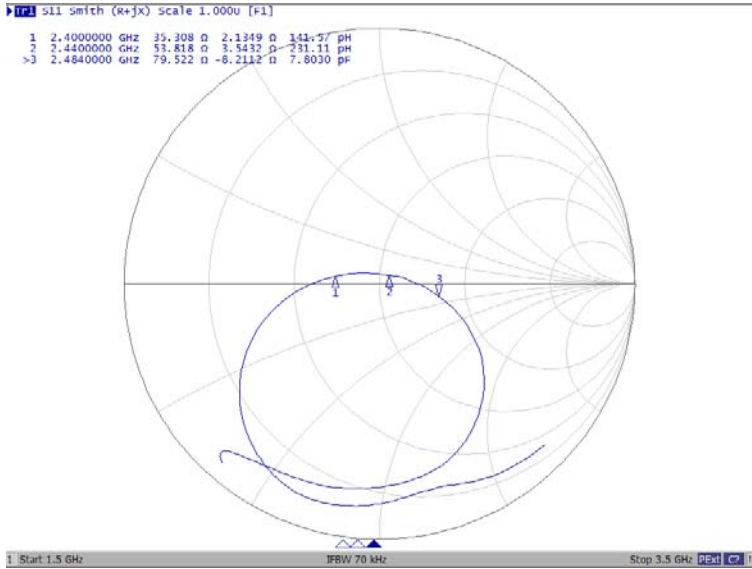 Tr1 S11 Smith (R+jX) Scale 1.000U [F1]
1 2.4000000 GHz 35.308 Ω 2.1349 Ω 141.57 pH
2 2.4400000 GHz 53.818 Ω 3.5432 Ω 231.11 pH
>3 2.4840000 GHz 79.522 Ω -8.2112 Ω 7.8030 pF
3
1
2
1 Start 1.5 GHz IFBW 70 kHz Stop 3.5 GHz PExt C2 !